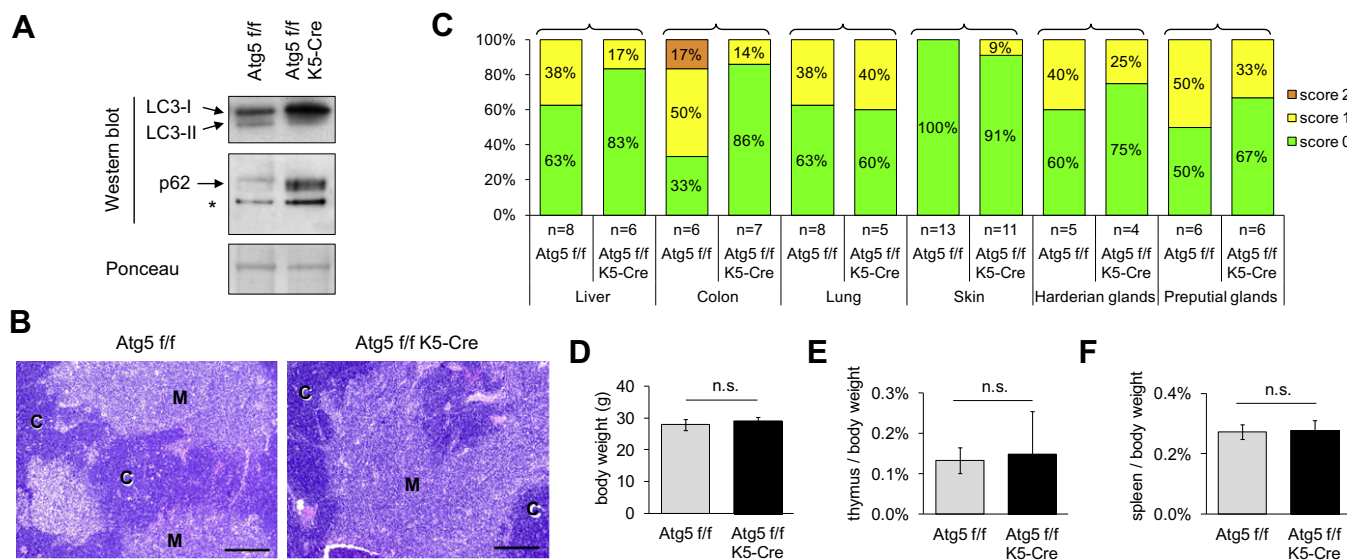 A
Atg5 f/f
Atg5 f/f
K5-Cre
Western blot
LC3-I
LC3-II
p62
*
Ponceau
B
Atg5 f/f
Atg5 f/f K5-Cre
C
M
C
M
C
M
C
C
100%
80%
60%
40%
20%
0%
38%
63%
17%
83%
17%
50%
33%
14%
86%
38%
63%
40%
60%
100%
9%
91%
40%
60%
25%
75%
50%
50%
33%
67%
score 2
score 1
score 0
n=8 n=6 n=6 n=7 n=8 n=5 n=13 n=11 n=5 n=4 n=6 n=6
Atg5 f/f Atg5 f/f Atg5 f/f Atg5 f/f Atg5 f/f Atg5 f/f Atg5 f/f Atg5 f/f Atg5 f/f Atg5 f/f Atg5 f/f Atg5 f/f
K5-Cre K5-Cre K5-Cre K5-Cre K5-Cre K5-Cre
Liver Colon Lung Skin Harderian glands Preputial glands
D
body weight (g)
40
30
20
10
0
n.s.
Atg5 f/f Atg5 f/f
K5-Cre
E
thymus / body weight
0.3%
0.2%
0.1%
0.0%
n.s.
Atg5 f/f Atg5 f/f
K5-Cre
F
spleen / body weight
0.4%
0.2%
0.0%
n.s.
Atg5 f/f Atg5 f/f
K5-Cre